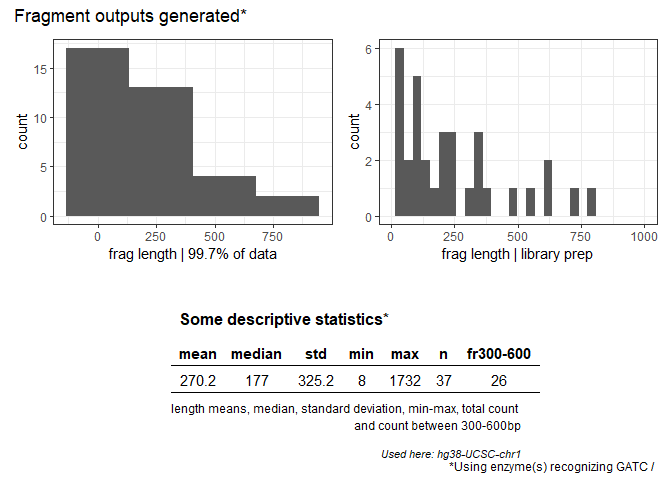 Fragment outputs generated*
15
10
5
0
count
0 250 500 750
frag length | 99.7% of data
6
4
2
0
count
0 250 500 750 1000
frag length | library prep
Some descriptive statistics*
mean median std min max n fr300-600
270.2 177 325.2 8 1732 37 26
length means, median, standard deviation, min-max, total count
and count between 300-600bp
Used here: hg38-UCSC-chr1
*Using enzyme(s) recognizing GATC /